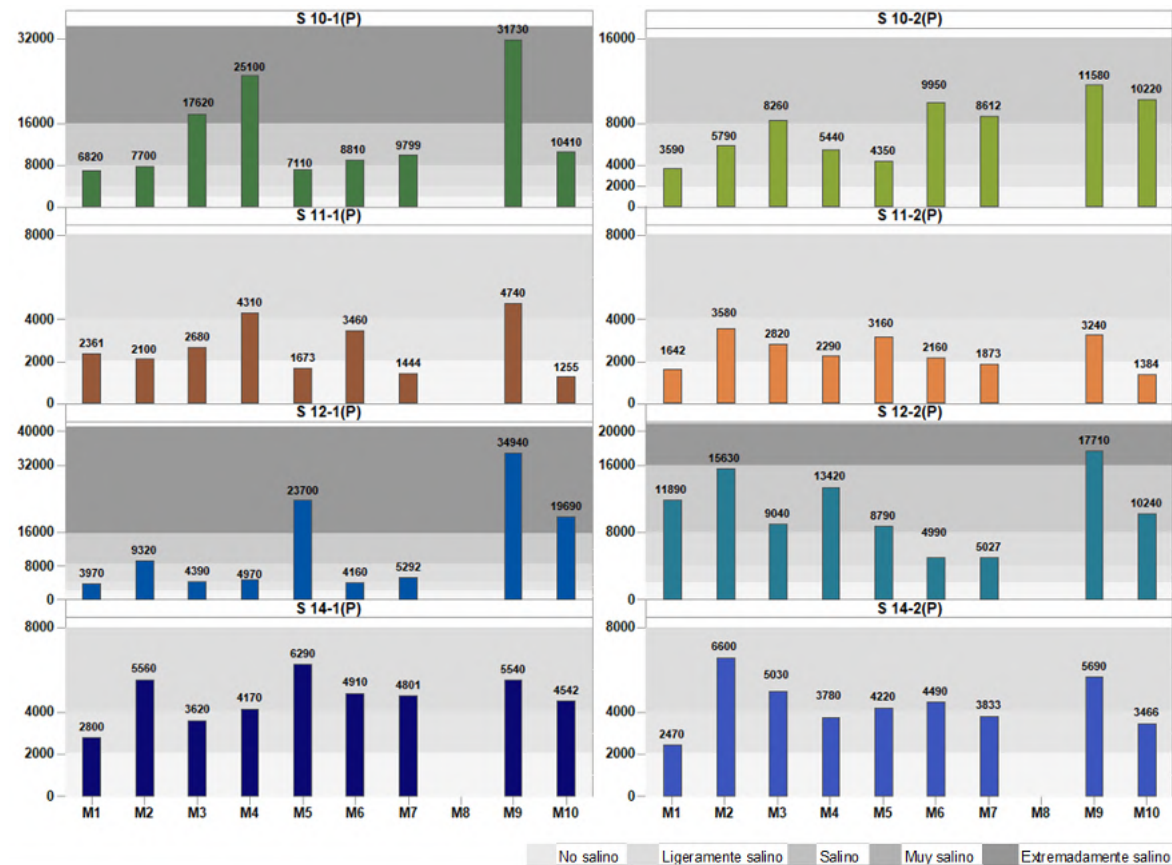 S 10-1(P)
32000
16000
8000
0
6820 7700 17620 25100 7110 8810 9799 31730 10410
S 10-2(P)
16000
8000
4000
2000
0
3590 5790 8260 5440 4350 9950 8612 11580 10220
S 11-1(P)
8000
4000
2000
0
2361 2100 2680 4310 1673 3460 1444 4740 1255
S 11-2(P)
8000
4000
2000
0
1642 3580 2820 2290 3160 2160 1873 3240 1384
S 12-1(P)
40000
32000
16000
8000
0
3970 9320 4390 4970 23700 4160 5292 34940 19690
S 12-2(P)
20000
16000
8000
0
11890 15630 9040 13420 8790 4990 5027 17710 10240
S 14-1(P)
8000
4000
2000
0
2800 5560 3620 4170 6290 4910 4801 5540 4542
M1 M2 M3 M4 M5 M6 M7 M8 M9 M10
S 14-2(P)
8000
4000
2000
0
2470 6600 5030 3780 4220 4490 3833 5690 3466
M1 M2 M3 M4 M5 M6 M7 M8 M9 M10
No salino Ligeramente salino Salino Muy salino Extremadamente salino